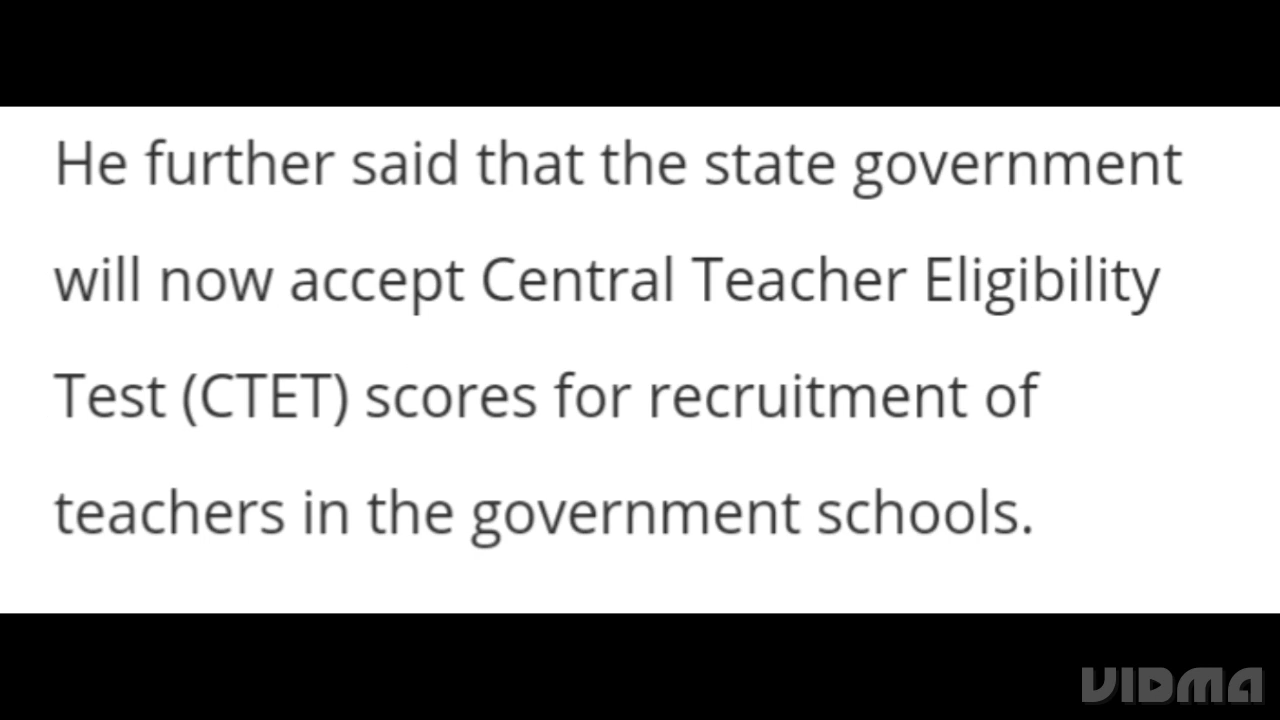 He further said that the state government
will now accept Central Teacher Eligibility
Test (CTET) scores for recruitment of
teachers in the government schools.
VIDMA